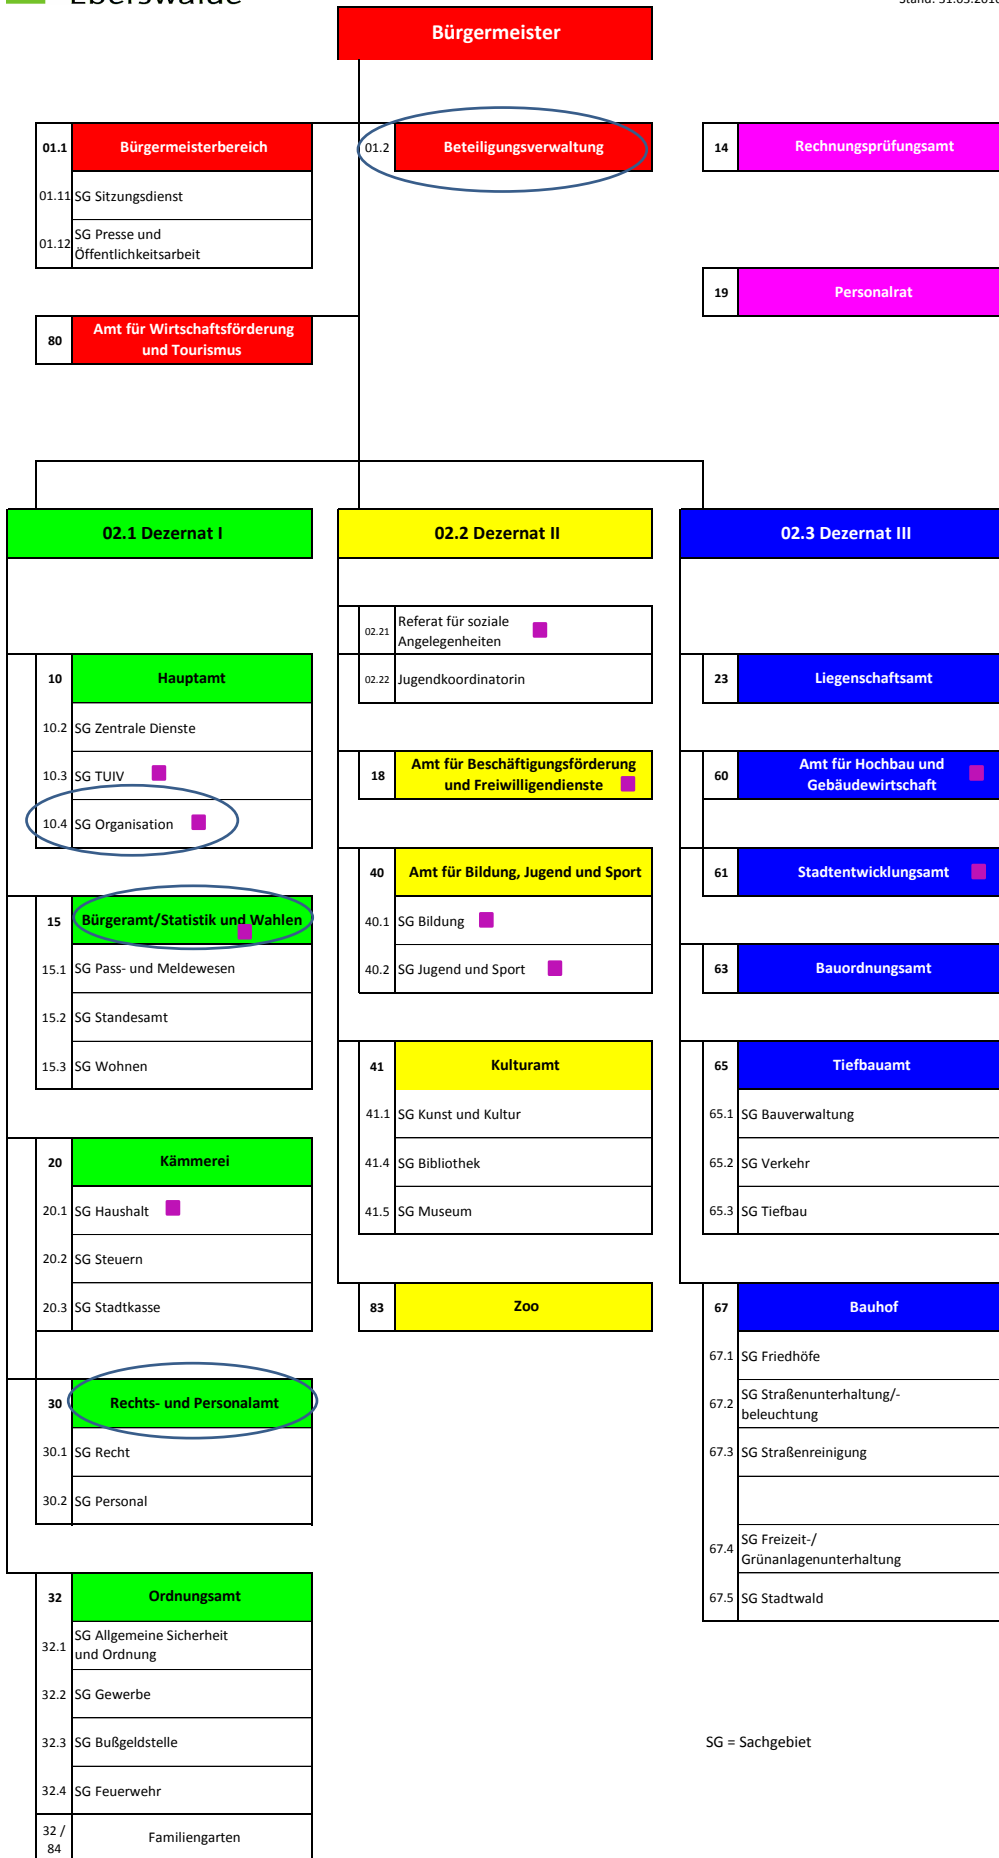 Eberswalde
Bürgermeister
01.1 Bürgermeisterbereich
01.11 SG Sitzungsdienst
01.12 SG Presse und
Öffentlichkeitsarbeit
01.2 Beteiligungsverwaltung
14 Rechnungsprüfungsamt
19 Personalrat
80 Amt für Wirtschaftsförderung
und Tourismus
02.1 Dezernat I
10 Hauptamt
10.2 SG Zentrale Dienste
10.3 SG TUIV
10.4 SG Organisation
15 Bürgeramt/Statistik und Wahlen
15.1 SG Pass- und Meldewesen
15.2 SG Standesamt
15.3 SG Wohnen
20 Kämmerei
20.1 SG Haushalt
20.2 SG Steuern
20.3 SG Stadtkasse
30 Rechts- und Personalamt
30.1 SG Recht
30.2 SG Personal
32 Ordnungsamt
32.1 SG Allgemeine Sicherheit
und Ordnung
32.2 SG Gewerbe
32.3 SG Bußgeldstelle
32.4 SG Feuerwehr
32 /
84 Familiengarten
02.2 Dezernat II
02.21 Referat für soziale
Angelegenheiten
02.22 Jugendkoordinatorin
18 Amt für Beschäftigungsförderung
und Freiwilligendienste
40 Amt für Bildung, Jugend und Sport
40.1 SG Bildung
40.2 SG Jugend und Sport
41 Kulturamt
41.1 SG Kunst und Kultur
41.4 SG Bibliothek
41.5 SG Museum
83 Zoo
02.3 Dezernat III
23 Liegenschaftsamt
60 Amt für Hochbau und
Gebäudewirtschaft
61 Stadtentwicklungsamt
63 Bauordnungsamt
65 Tiefbauamt
65.1 SG Bauverwaltung
65.2 SG Verkehr
65.3 SG Tiefbau
67 Bauhof
67.1 SG Friedhöfe
67.2 SG Straßenunterhaltung/-
beleuchtung
67.3 SG Straßenreinigung
67.4 SG Freizeit-/
Grünanlagenunterhaltung
67.5 SG Stadtwald
SG = Sachgebiet